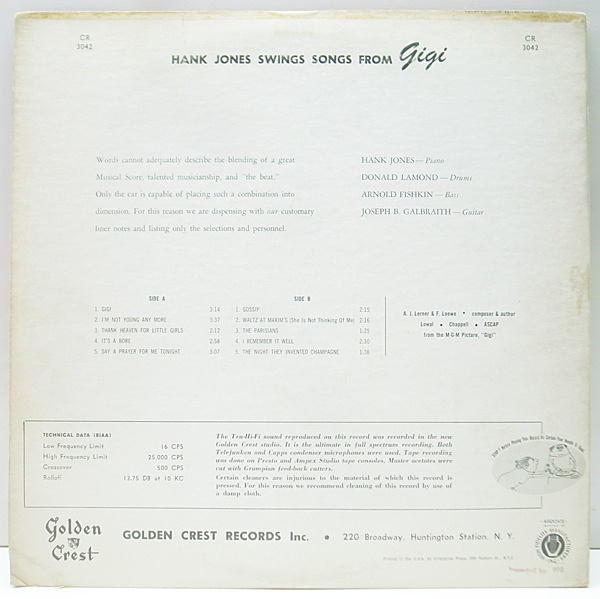 CR
3042
CR
3042
HANK JONES SWINGS SONGS FROM Gigi
Words cannot adequately describe the blending of a great
Musical Score, talented musicianship, and "the beat."
Only the ear is capable of placing such a combination into
dimension. For this reason we are dispensing with our customary
liner notes and listing only the selections and personnel.
HANK JONES—Piano
DONALD LAMOND—Drums
ARNOLD FISHKIN—Bass
JOSEPH B. GALBRAITH—Guitar
SIDE A
1. GIGI 3:14
2. I'M NOT YOUNG ANY MORE 3:37
3. THANK HEAVEN FOR LITTLE GIRLS 2:12
4. IT'S A BORE 2:58
5. SAY A PRAYER FOR ME TONIGHT 3:07
SIDE B
1. GOSSIP 2:15
2. WALTZ AT MAXIM'S (She Is Not Thinking Of Me) 2:16
3. THE PARISIANS 1:25
4. I REMEMBER IT WELL 2:30
5. THE NIGHT THEY INVENTED CHAMPAGNE 1:38
A. J. Lerner & F. Loewe • composer & author
Lowal • Chappell • ASCAP
from the M-G-M Picture, "Gigi"
TECHNICAL DATA (RIAA)
Low Frequency Limit 16 CPS
High Frequency Limit 25,000 CPS
Crossover 500 CPS
Rolloff 13.75 DB at 10 KC
The Tru-Hi-Fi sound reproduced on this record was recorded in the new
Golden Crest studio. It is the ultimate in full spectrum recording. Both
Telefunken and Capps condenser microphones were used. Tape recording
was done on Presto and Ampex Studio tape consoles. Master acetates were
cut with Grampian feed-back cutters.
Certain cleaners are injurious to the material of which this record is
pressed. For this reason we recommend cleaning of this record by use of
a damp cloth.
Golden
Crest
GOLDEN CREST RECORDS Inc. • 220 Broadway, Huntington Station, N. Y.